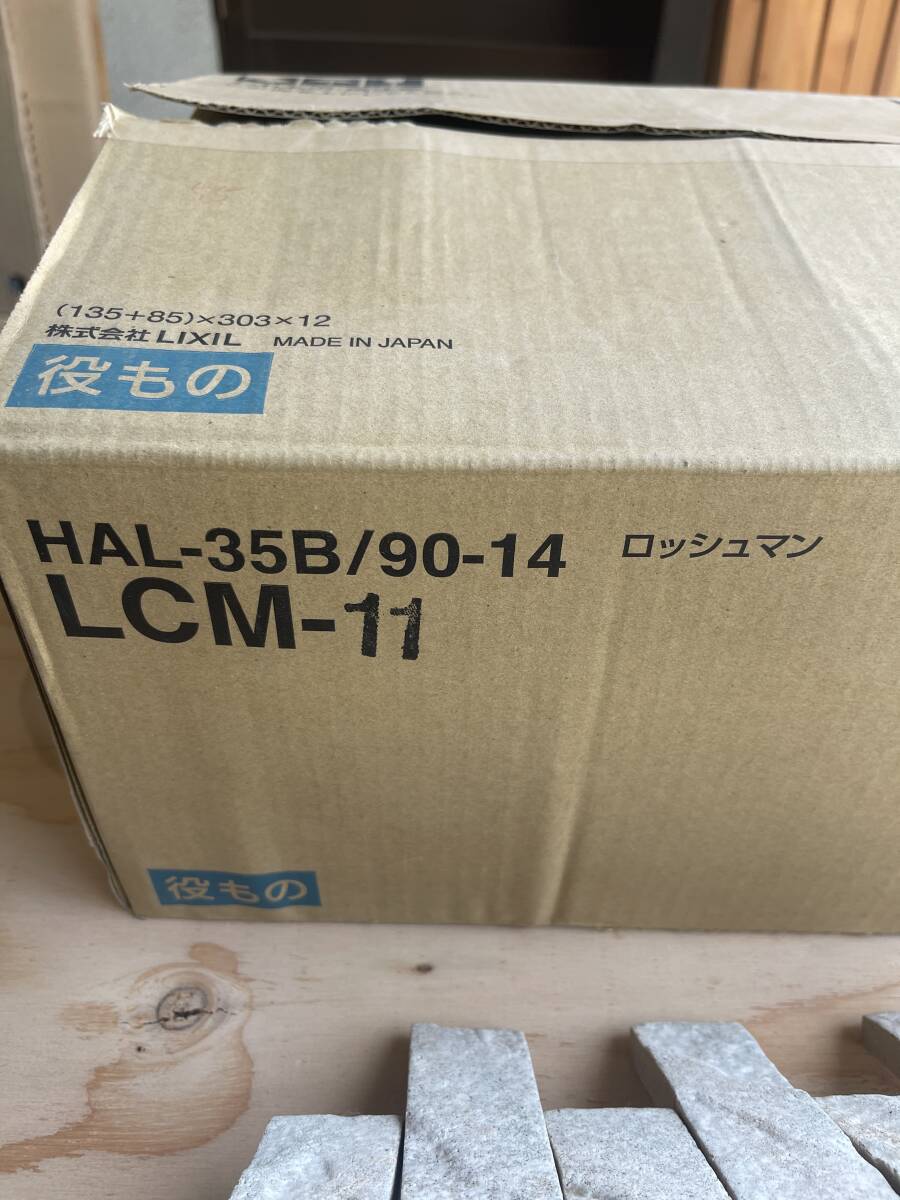 (135+85)×303×12
株式会社 LIXIL MADE IN JAPAN
役もの
HAL-35B/90-14 ロッシュマン
LCM-11
役もの